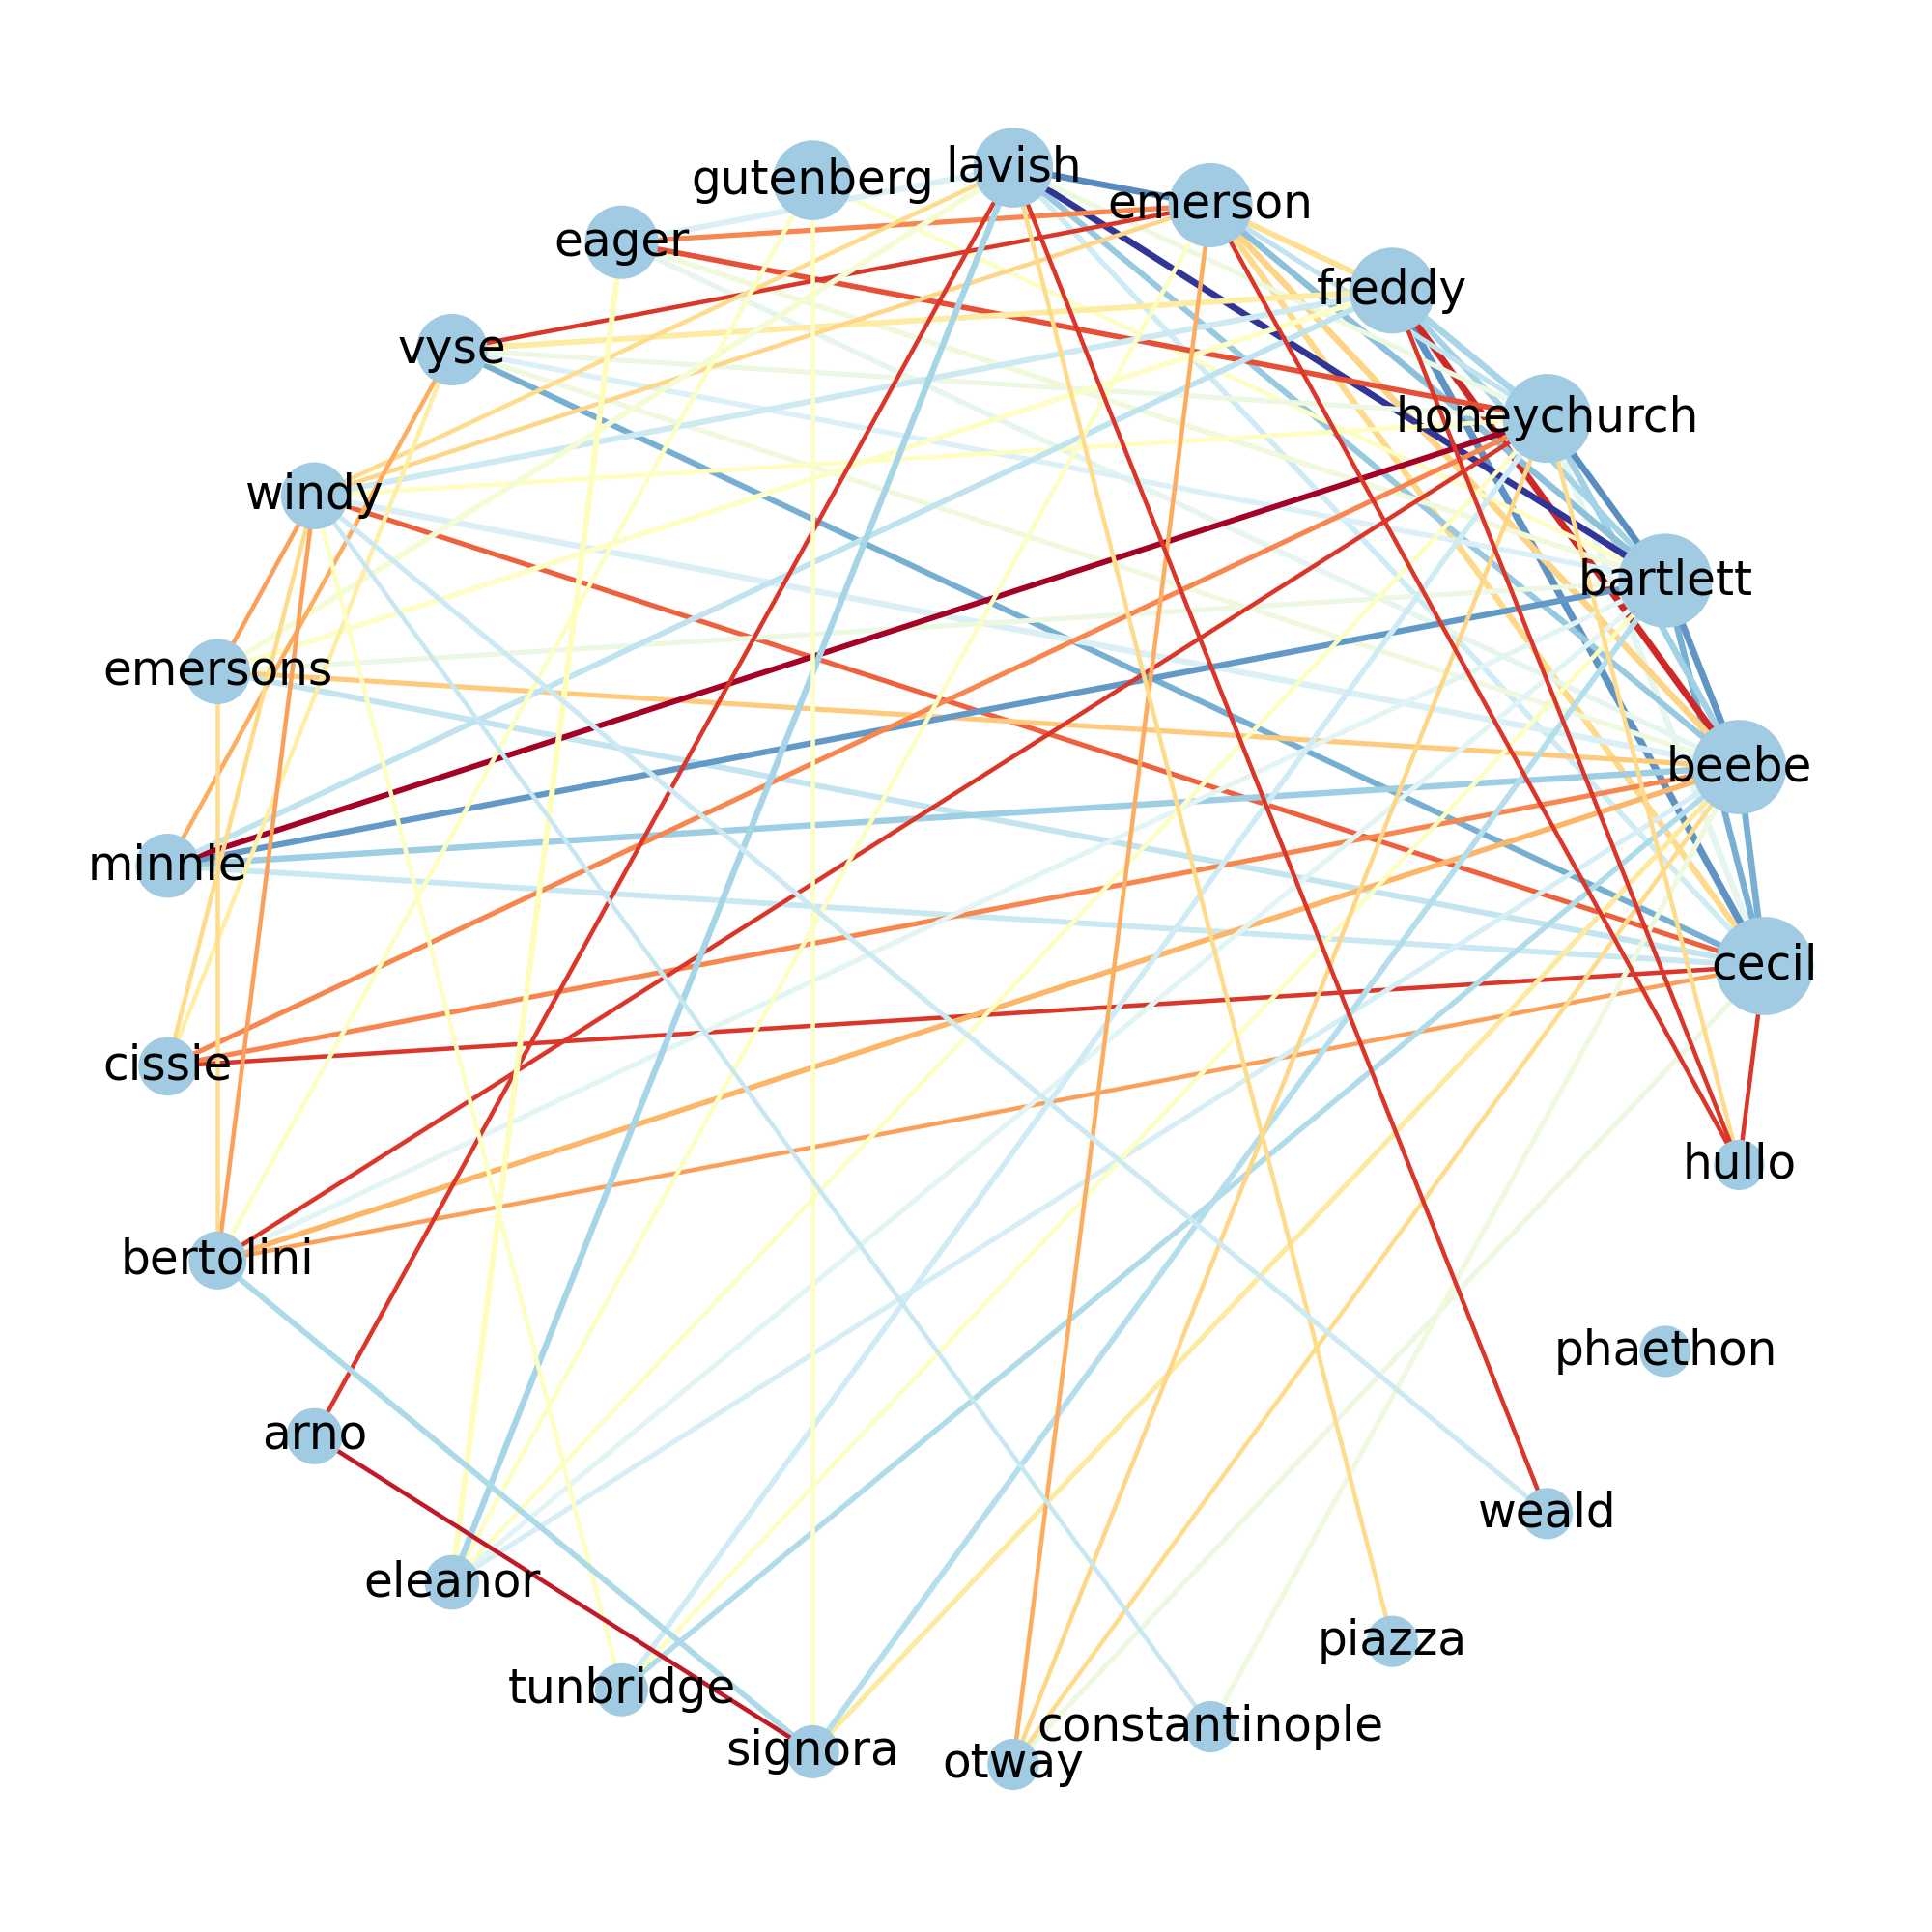 lavish
gutenberg
emerson
eager
freddy
vyse
honeychurch
windy
bartlett
emersons
beebe
minnie
cecil
cissie
hullo
bertolini
phaethon
arno
weald
eleanor
piazza
tunbridge
constantinople
signora
otway